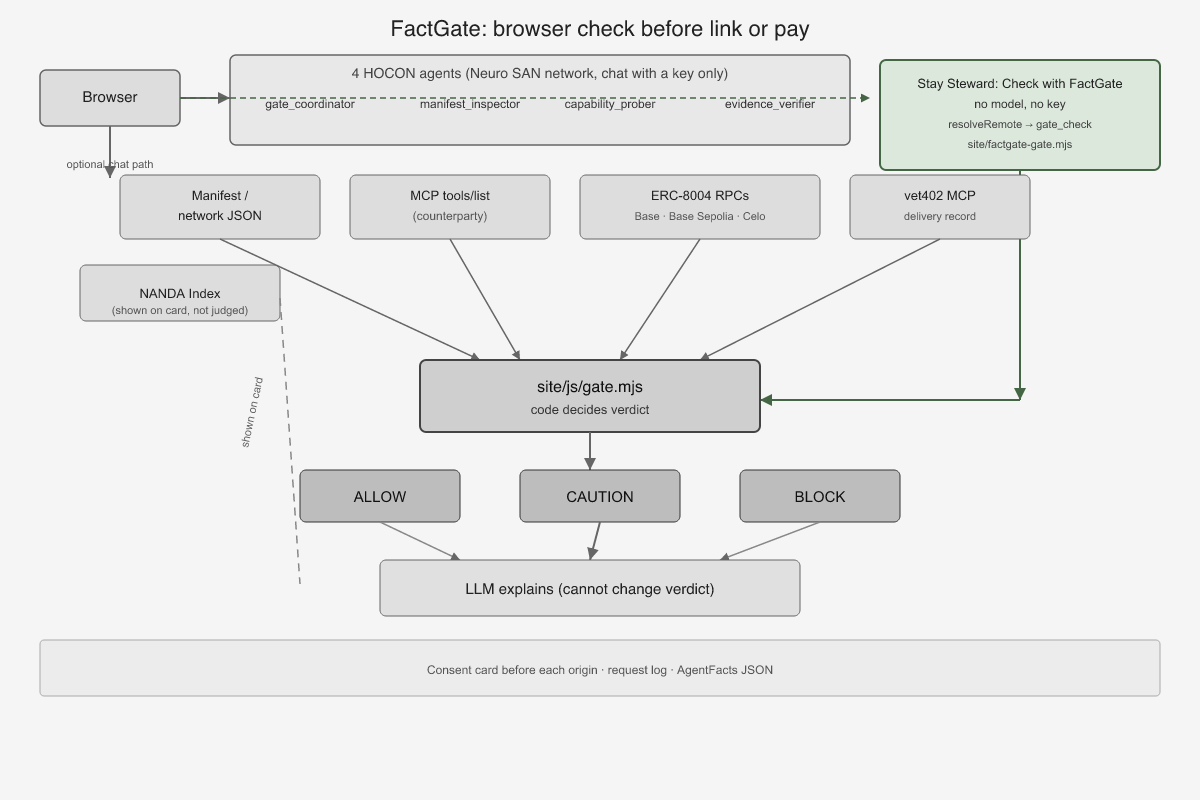 FactGate: browser check before link or pay
Browser
4 HOCON agents (Neuro SAN network, chat with a key only)
gate_coordinator
manifest_inspector
capability_prober
evidence_verifier
Stay Steward: Check with FactGate
no model, no key
resolveRemote → gate_check
site/factgate-gate.mjs
optional chat path
Manifest /
network JSON
MCP tools/list
(counterparty)
ERC-8004 RPCs
Base · Base Sepolia · Celo
vet402 MCP
delivery record
NANDA Index
(shown on card, not judged)
shown on card
site/js/gate.mjs
code decides verdict
ALLOW
CAUTION
BLOCK
LLM explains (cannot change verdict)
Consent card before each origin · request log · AgentFacts JSON